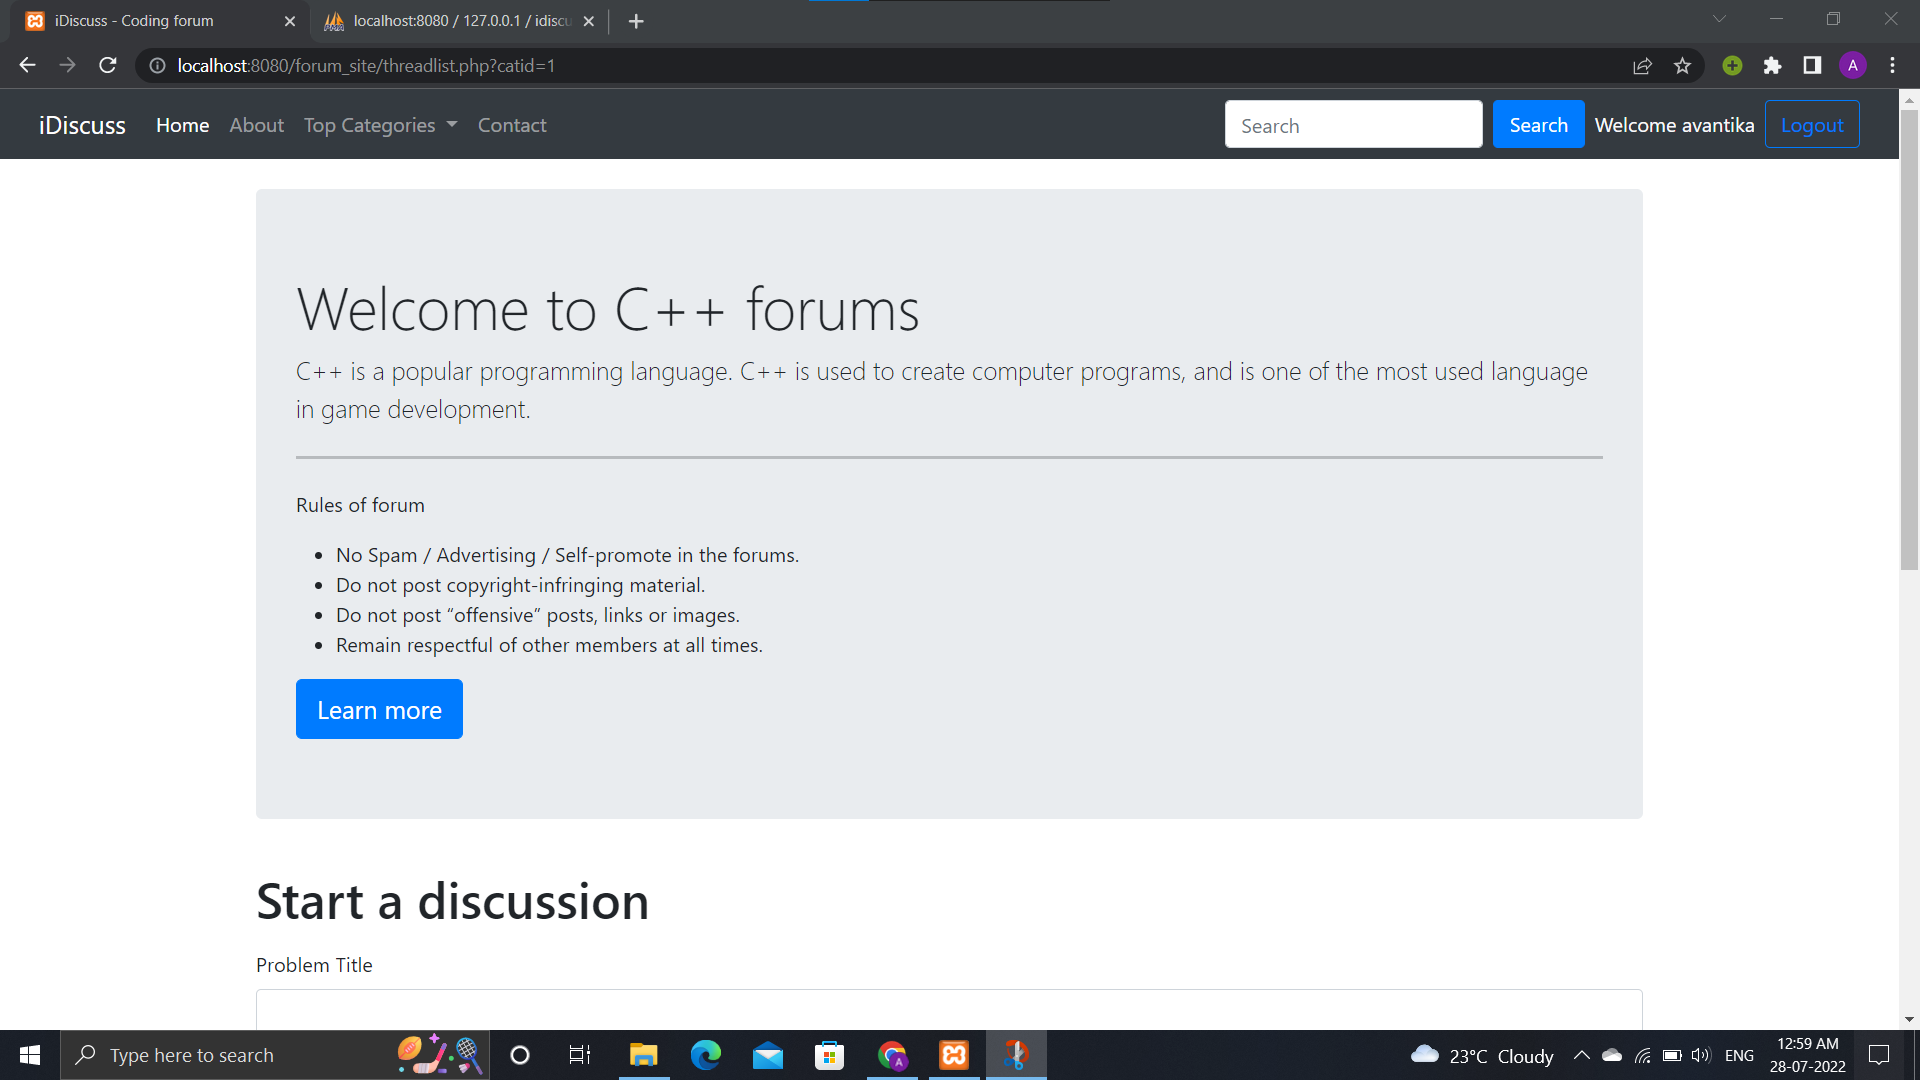 iDiscuss - Coding forum
localhost:8080 / 127.0.0.1 / idiscu
localhost:8080/forum_site/threadlist.php?catid=1
A
iDiscuss Home About Top Categories Contact
Search Search Welcome avantika Logout
Welcome to C++ forums
C++ is a popular programming language. C++ is used to create computer programs, and is one of the most used language
in game development.
Rules of forum
No Spam / Advertising / Self-promote in the forums.
Do not post copyright-infringing material.
Do not post “offensive” posts, links or images.
Remain respectful of other members at all times.
Learn more
Start a discussion
Problem Title
Type here to search
23°C Cloudy
ENG
12:59 AM
28-07-2022